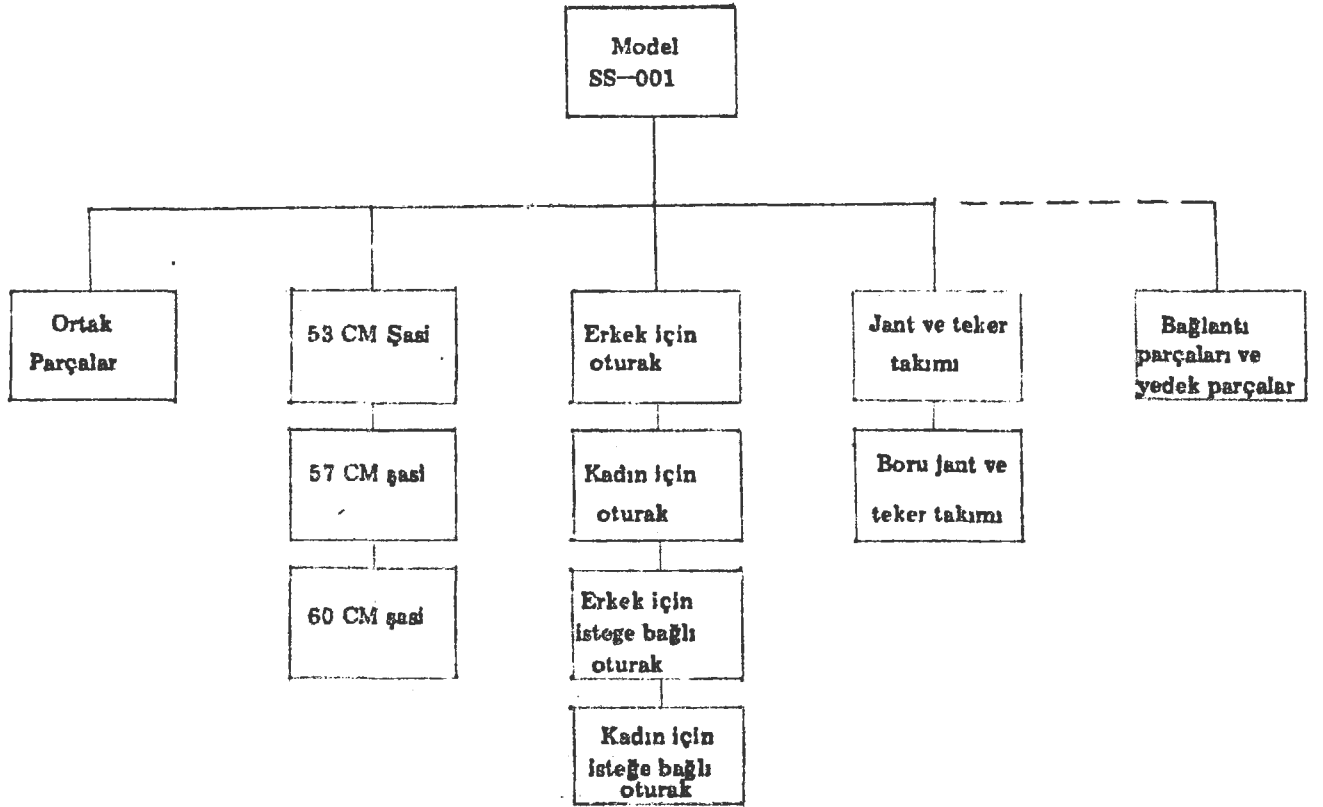 Model
SS—001
Ortak
Parçalar
53 CM Şasi
57 CM şasi
60 CM şasi
Erkek için
oturak
Kadın için
oturak
Erkek için
istege bağlı
oturak
Kadın için
isteğe bağlı
oturak
Jant ve teker
takımı
Boru jant ve
teker takımı
Bağlantı
parçaları ve
yedek parçalar